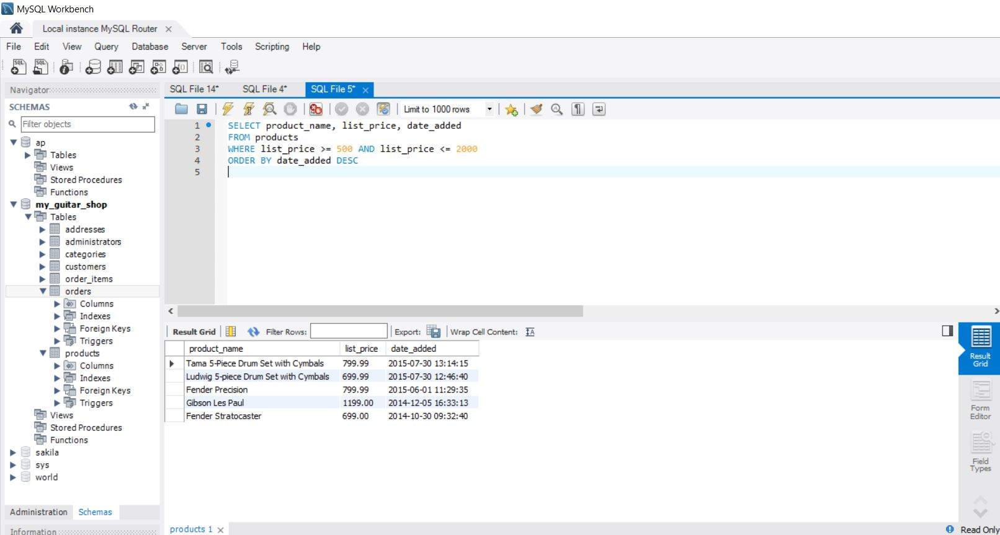 MySQL Workbench
Local instance MySQL Router
File Edit View Query Database Server Tools Scripting Help
Navigator
SQL File 14* SQL File 4* SQL File 5*
SCHEMAS
Limit to 1000 rows
Filter objects
1 SELECT product_name, list_price, date_added
2 FROM products
3 WHERE list_price >= 500 AND list_price <= 2000
4 ORDER BY date_added DESC
5
ap
Tables
Views
Stored Procedures
Functions
my_guitar_shop
Tables
addresses
administrators
categories
customers
order_items
orders
Columns
Indexes
Foreign Keys
Triggers
products
Columns
Indexes
Foreign Keys
Triggers
Views
Stored Procedures
Functions
sakila
sys
world
Administration Schemas
Information
Result Grid Filter Rows: Export: Wrap Cell Content:
product_name list_price date_added
Tama 5-Piece Drum Set with Cymbals 799.99 2015-07-30 13:14:15
Ludwig 5-piece Drum Set with Cymbals 699.99 2015-07-30 12:46:40
Fender Precision 799.99 2015-06-01 11:29:35
Gibson Les Paul 1199.00 2014-12-05 16:33:13
Fender Stratocaster 699.00 2014-10-30 09:32:40
Result
Grid
Form
Editor
Field
Types
products 1
Read Only